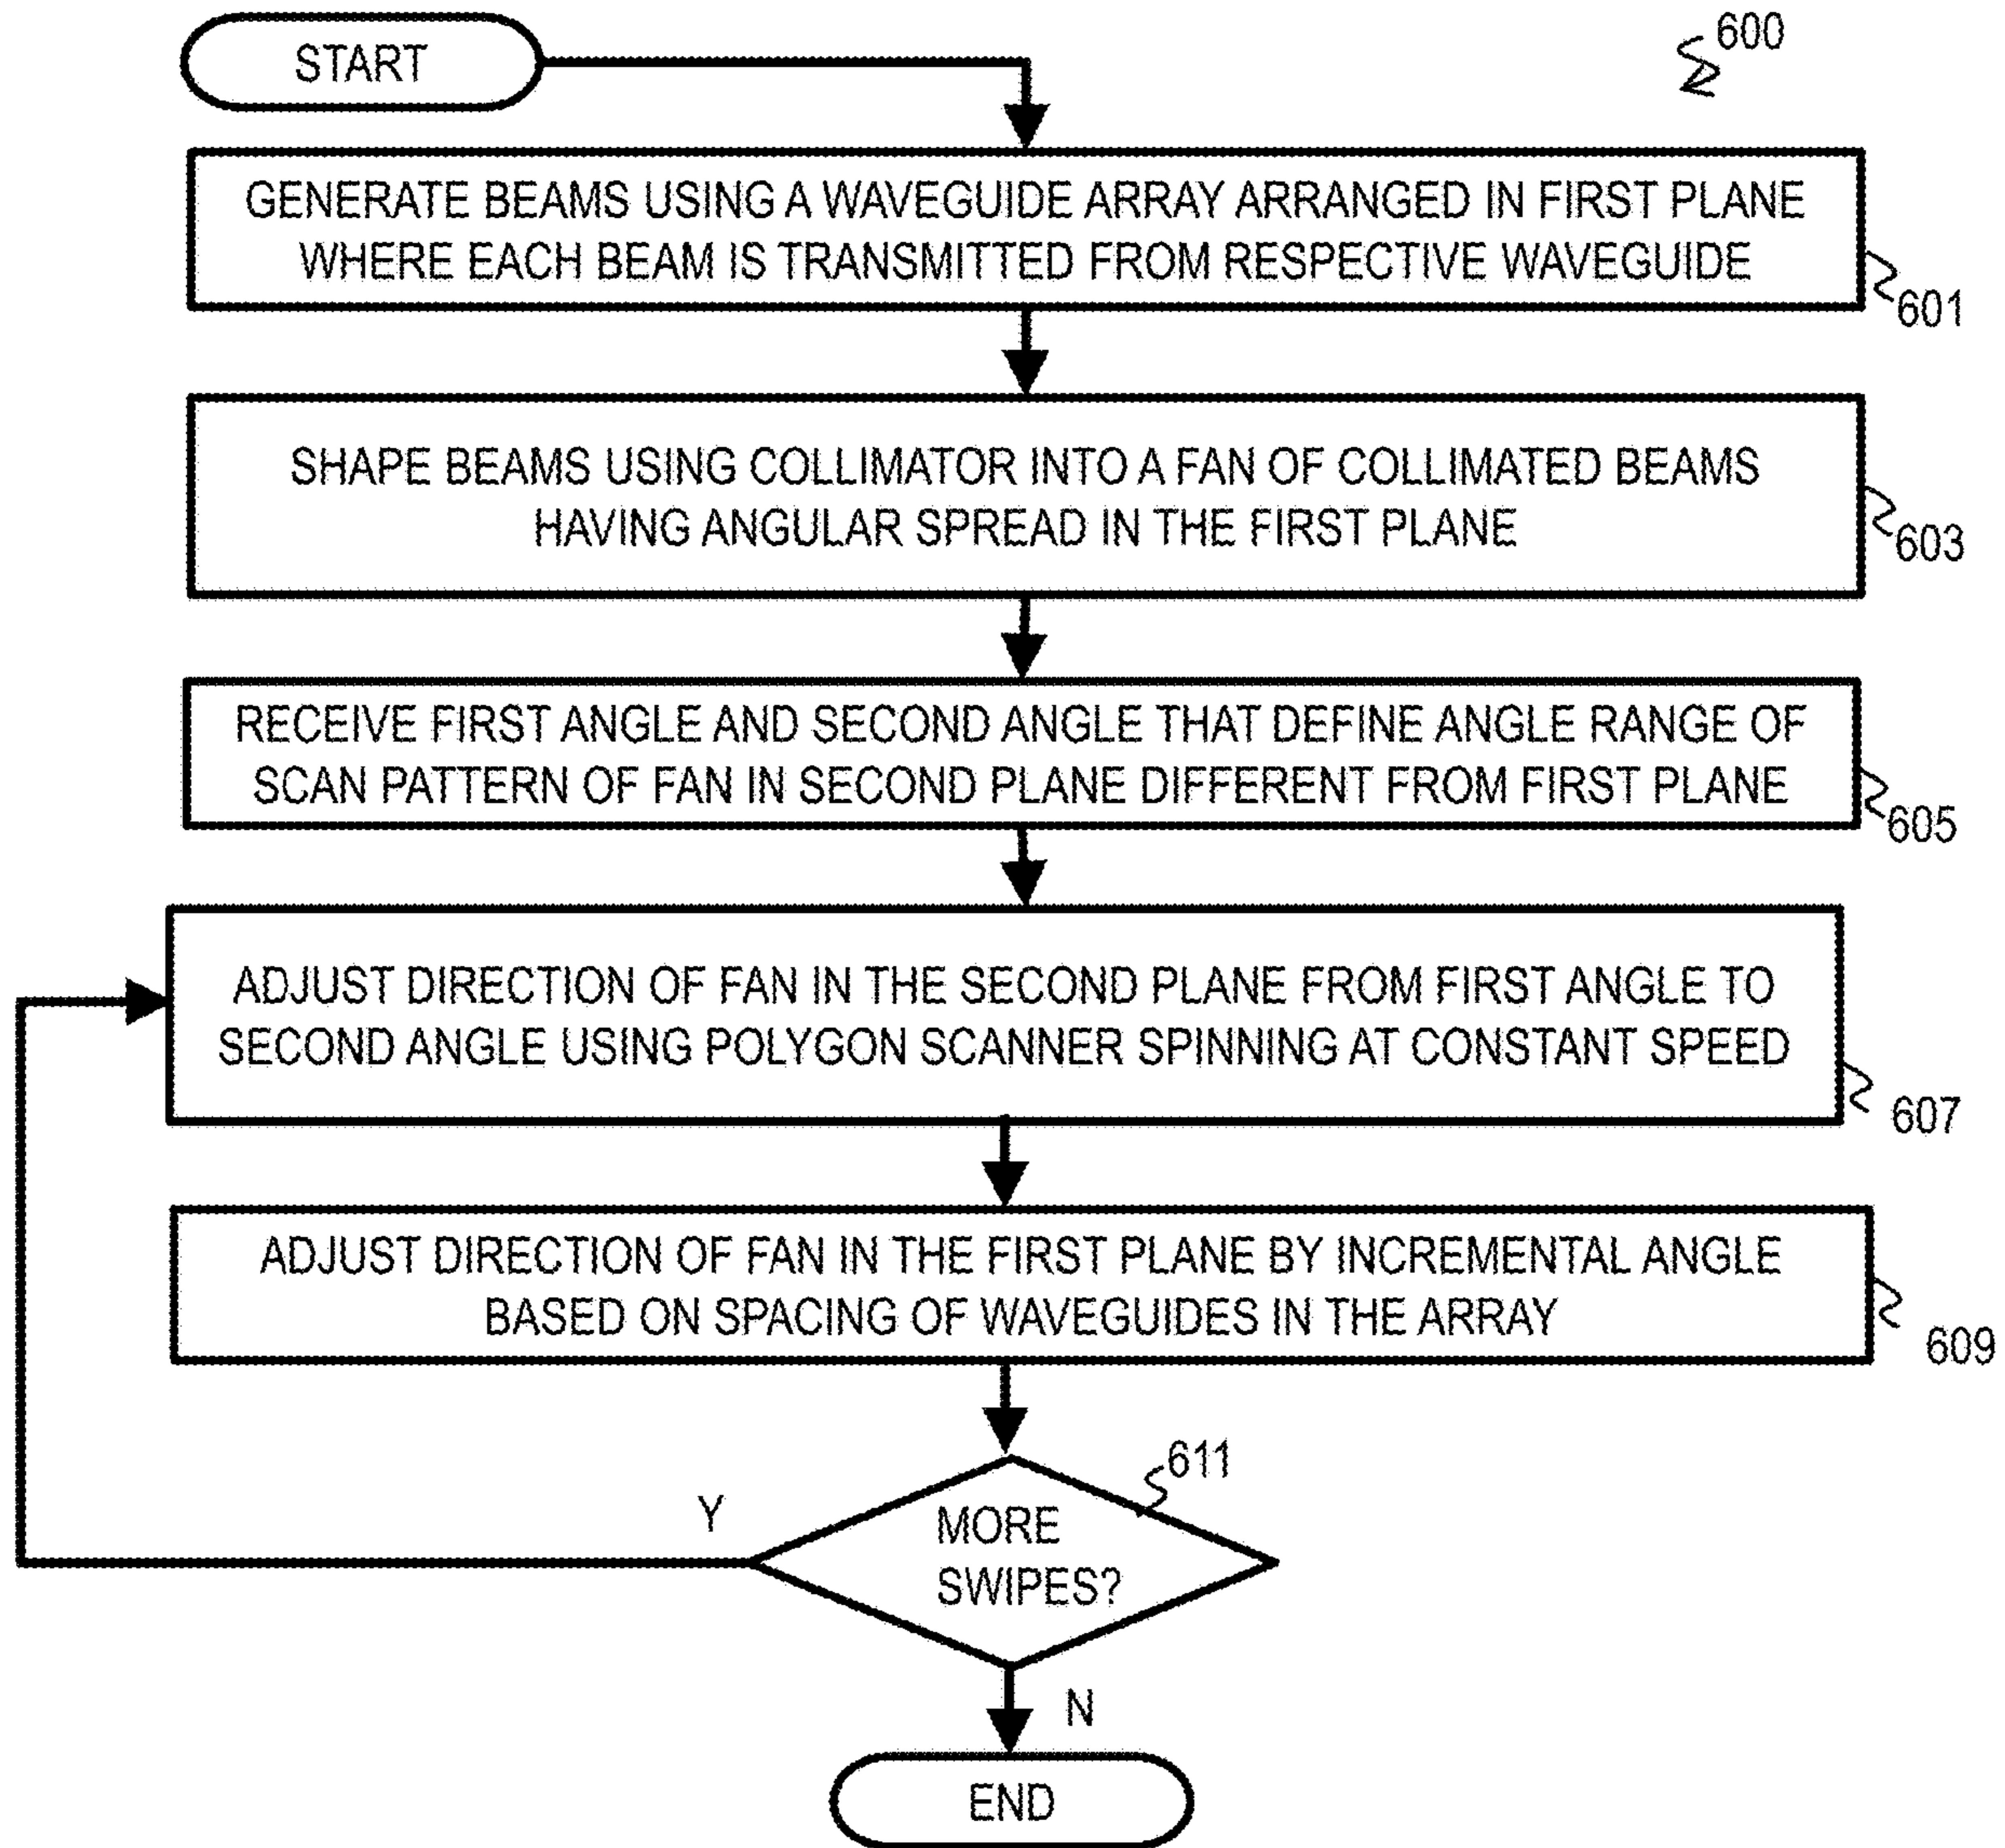 START
600
GENERATE BEAMS USING A WAVEGUIDE ARRAY ARRANGED IN FIRST PLANE
WHERE EACH BEAM IS TRANSMITTED FROM RESPECTIVE WAVEGUIDE
601
SHAPE BEAMS USING COLLIMATOR INTO A FAN OF COLLIMATED BEAMS
HAVING ANGULAR SPREAD IN THE FIRST PLANE
603
RECEIVE FIRST ANGLE AND SECOND ANGLE THAT DEFINE ANGLE RANGE OF
SCAN PATTERN OF FAN IN SECOND PLANE DIFFERENT FROM FIRST PLANE
605
ADJUST DIRECTION OF FAN IN THE SECOND PLANE FROM FIRST ANGLE TO
SECOND ANGLE USING POLYGON SCANNER SPINNING AT CONSTANT SPEED
607
ADJUST DIRECTION OF FAN IN THE FIRST PLANE BY INCREMENTAL ANGLE
BASED ON SPACING OF WAVEGUIDES IN THE ARRAY
609
611
Y
MORE
SWIPES?
N
END